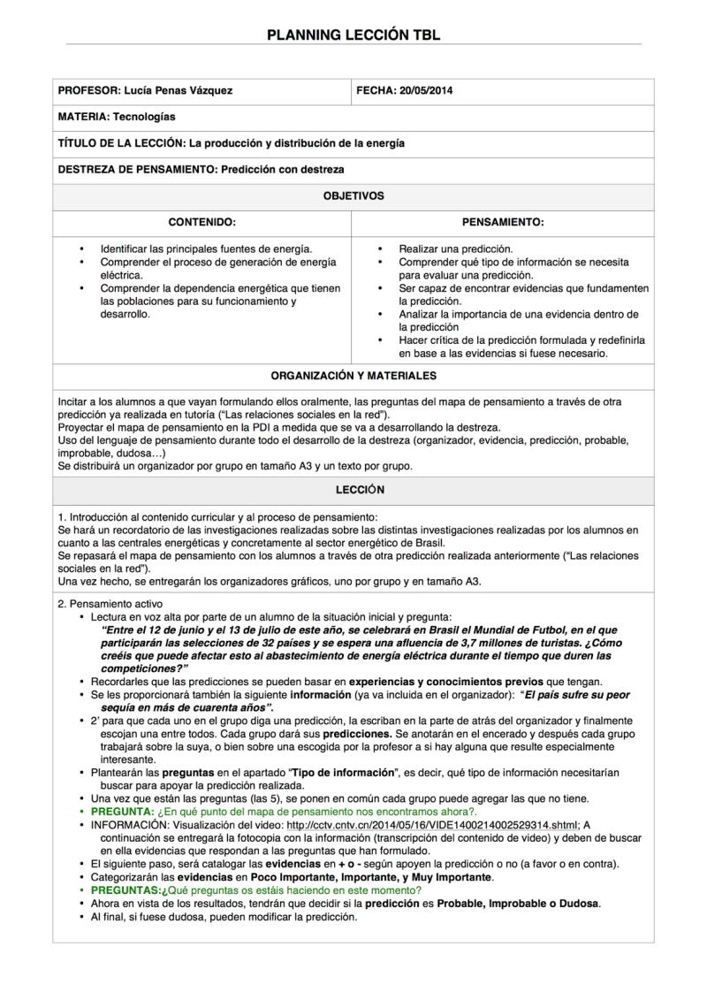 PLANNING LECCIÓN TBL
PROFESOR: Lucía Penas Vázquez
FECHA: 20/05/2014
MATERIA: Tecnologías
TÍTULO DE LA LECCIÓN: La producción y distribución de la energía
DESTREZA DE PENSAMIENTO: Predicción con destreza
OBJETIVOS
CONTENIDO:
• Identificar las principales fuentes de energía.
• Comprender el proceso de generación de energía
eléctrica.
• Comprender la dependencia energética que tienen
las poblaciones para su funcionamiento y
desarrollo.
PENSAMIENTO:
• Realizar una predicción.
• Comprender qué tipo de información se necesita
para evaluar una predicción.
• Ser capaz de encontrar evidencias que fundamenten
la predicción.
• Analizar la importancia de una evidencia dentro de
la predicción
• Hacer crítica de la predicción formulada y redefinirla
en base a las evidencias si fuese necesario.
ORGANIZACIÓN Y MATERIALES
Incitar a los alumnos a que vayan formulando ellos oralmente, las preguntas del mapa de pensamiento a través de otra
predicción ya realizada en tutoría (“Las relaciones sociales en la red”).
Proyectar el mapa de pensamiento en la PDI a medida que se va a desarrollando la destreza.
Uso del lenguaje de pensamiento durante todo el desarrollo de la destreza (organizador, evidencia, predicción, probable,
improbable, dudosa…)
Se distribuirá un organizador por grupo en tamaño A3 y un texto por grupo.
LECCIÓN
1. Introducción al contenido curricular y al proceso de pensamiento:
Se hará un recordatorio de las investigaciones realizadas sobre las distintas investigaciones realizadas por los alumnos en
cuanto a las centrales energéticas y concretamente al sector energético de Brasil.
Se repasará el mapa de pensamiento con los alumnos a través de otra predicción realizada anteriormente (“Las relaciones
sociales en la red”).
Una vez hecho, se entregarán los organizadores gráficos, uno por grupo y en tamaño A3.
2. Pensamiento activo
• Lectura en voz alta por parte de un alumno de la situación inicial y pregunta:
“Entre el 12 de junio y el 13 de julio de este año, se celebrará en Brasil el Mundial de Futbol, en el que
participarán las selecciones de 32 países y se espera una afluencia de 3,7 millones de turistas. ¿Cómo
creéis que puede afectar esto al abastecimiento de energía eléctrica durante el tiempo que duren las
competiciones?”
• Recordarles que las predicciones se pueden basar en experiencias y conocimientos previos que tengan.
• Se les proporcionará también la siguiente información (ya va incluida en el organizador): “El país sufre su peor
sequía en más de cuarenta años”.
• 2’ para que cada uno en el grupo diga una predicción, la escriban en la parte de atrás del organizador y finalmente
escojan una entre todos. Cada grupo dará sus predicciones. Se anotarán en el encerado y después cada grupo
trabajará sobre la suya, o bien sobre una escogida por el profesor a si hay alguna que resulte especialmente
interesante.
• Plantearán las preguntas en el apartado “Tipo de información”, es decir, qué tipo de información necesitarían
buscar para apoyar la predicción realizada.
• Una vez que están las preguntas (las 5), se ponen en común cada grupo puede agregar las que no tiene.
• PREGUNTA: ¿En qué punto del mapa de pensamiento nos encontramos ahora?.
• INFORMACIÓN: Visualización del video: http://cctv.cntv.cn/2014/05/16/VIDE1400214002529314.shtml; A
continuación se entregará la fotocopia con la información (transcripción del contenido de video) y deben de buscar
en ella evidencias que respondan a las preguntas que han formulado.
• El siguiente paso, será catalogar las evidencias en + o - según apoyen la predicción o no (a favor o en contra).
• Categorizarán las evidencias en Poco Importante, Importante, y Muy Importante.
• PREGUNTAS:¿Qué preguntas os estáis haciendo en este momento?
• Ahora en vista de los resultados, tendrán que decidir si la predicción es Probable, Improbable o Dudosa.
• Al final, si fuese dudosa, pueden modificar la predicción.